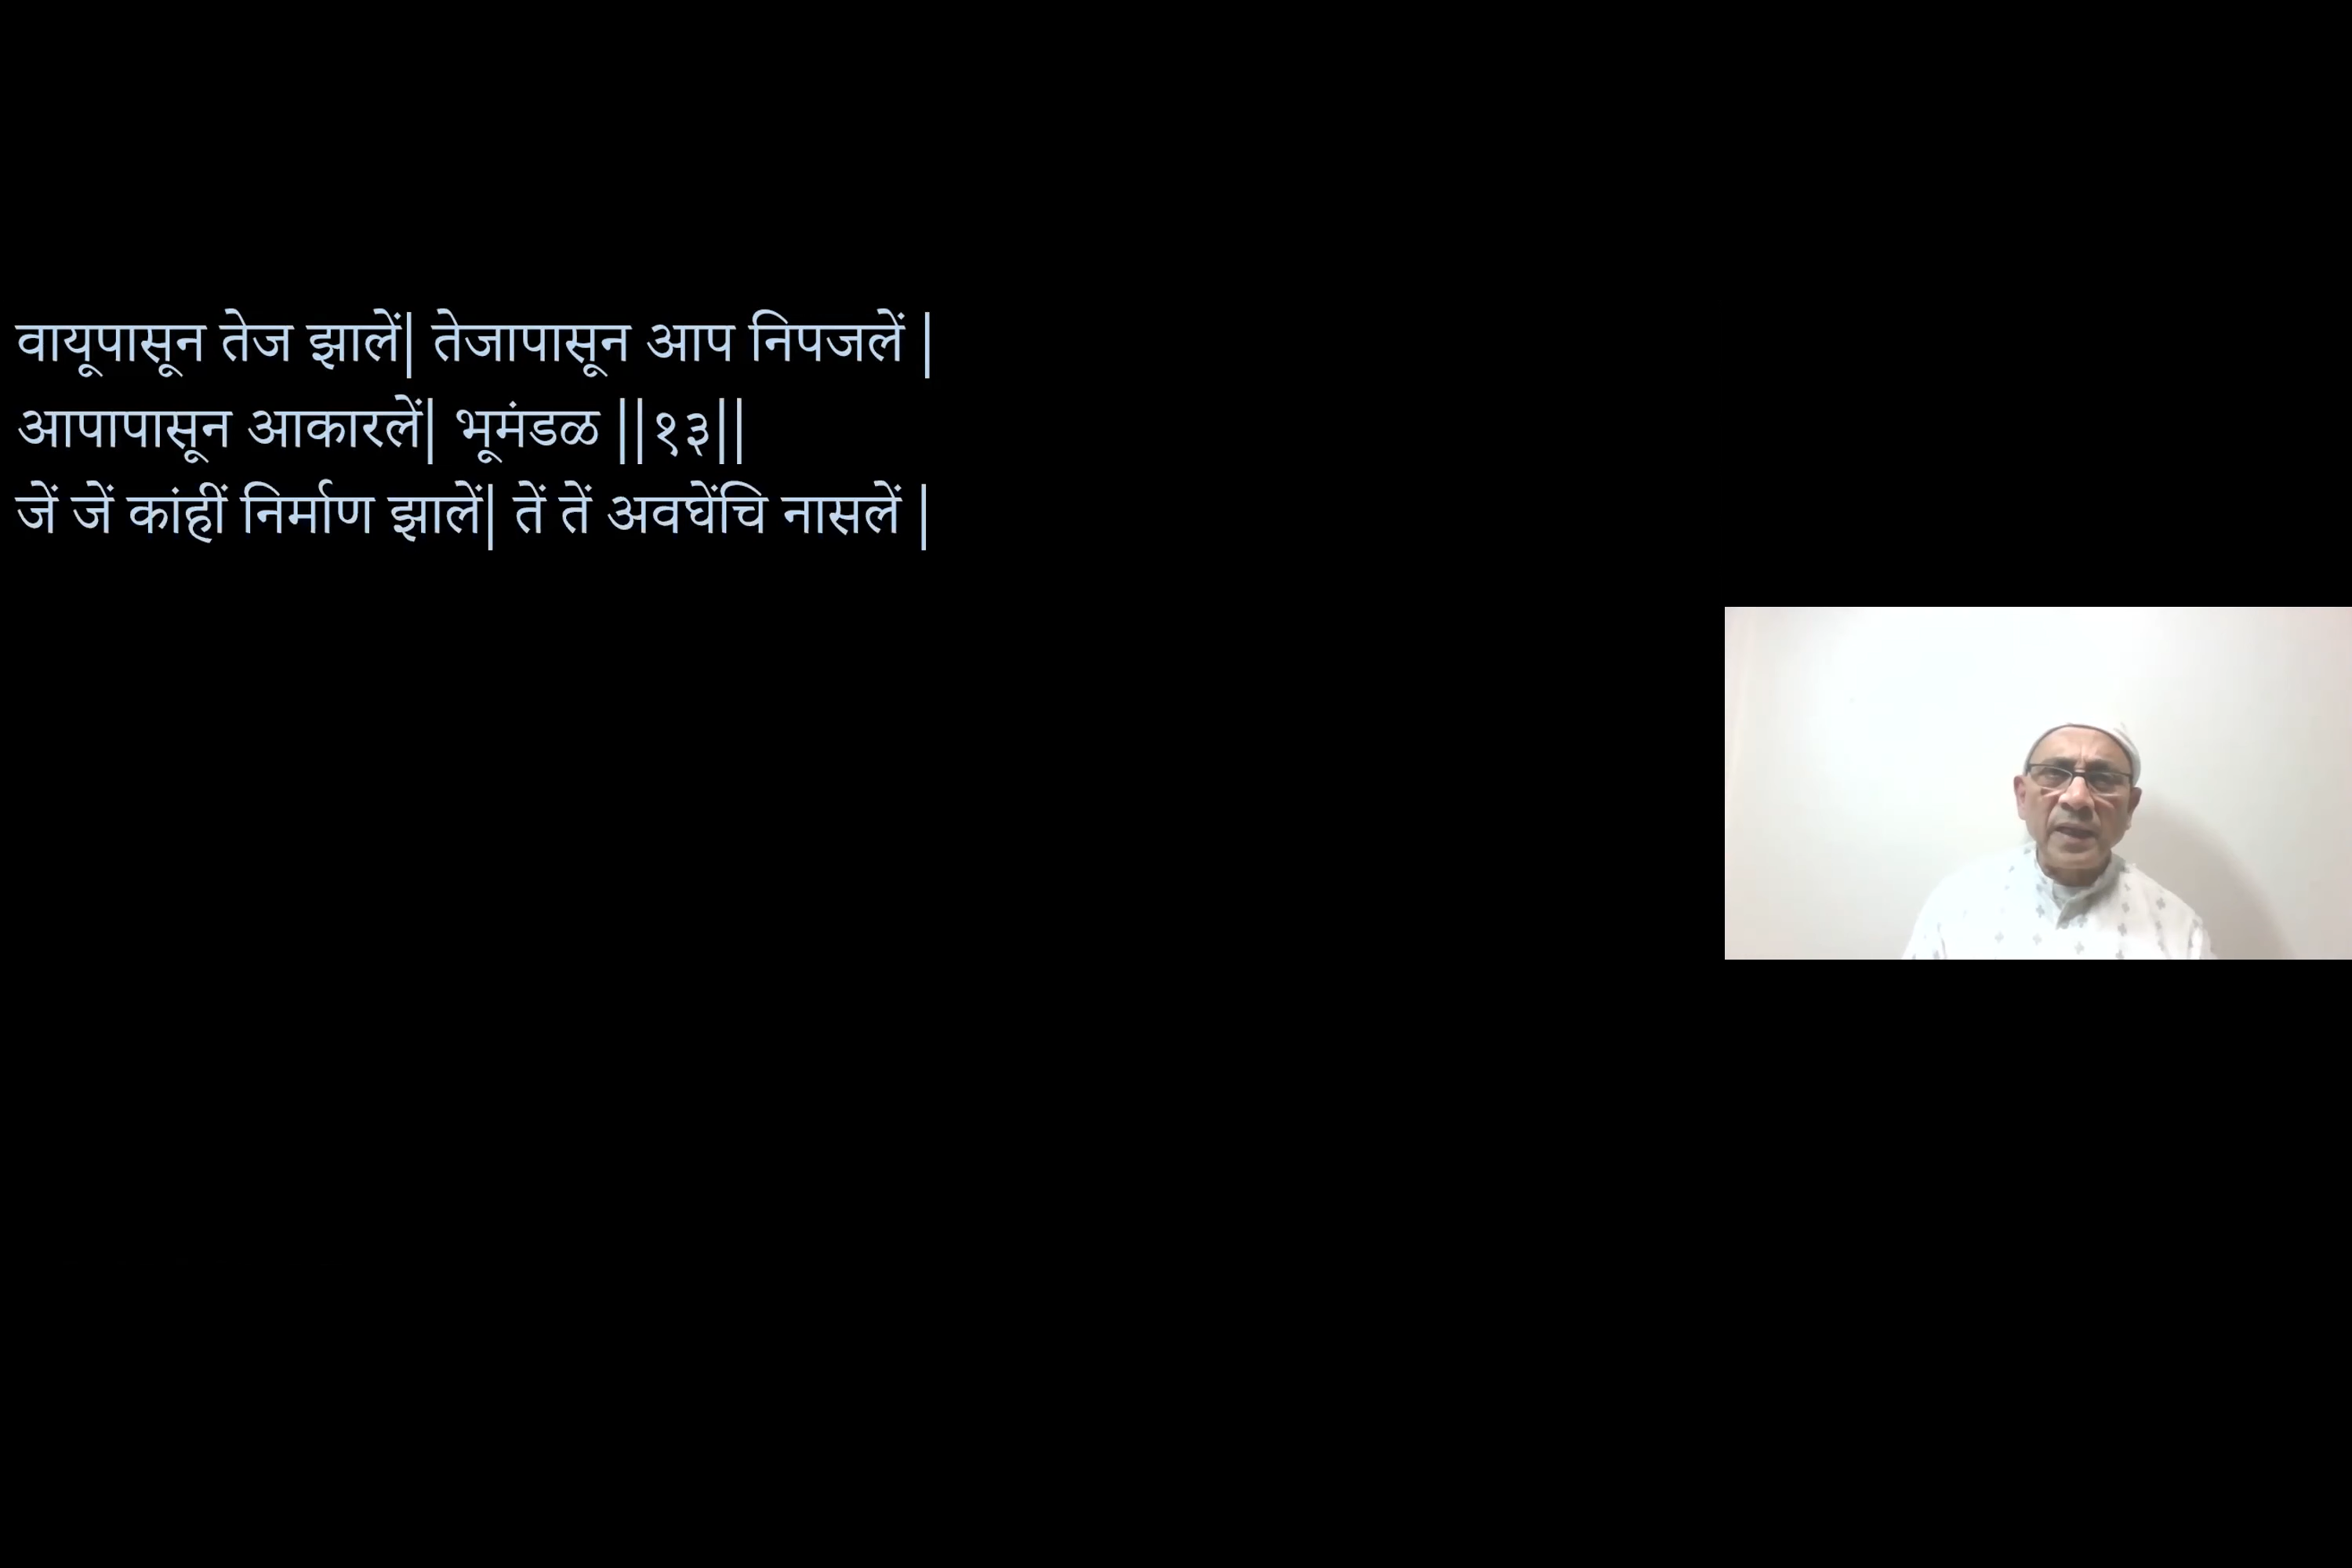 वायूपासून तेज झालें| तेजापासून आप निपजलें |
आपापासून आकारलें| भूमंडळ ||१३||
जें जें कांहीं निर्माण झालें| तें तें अवघेंचि नासलें |